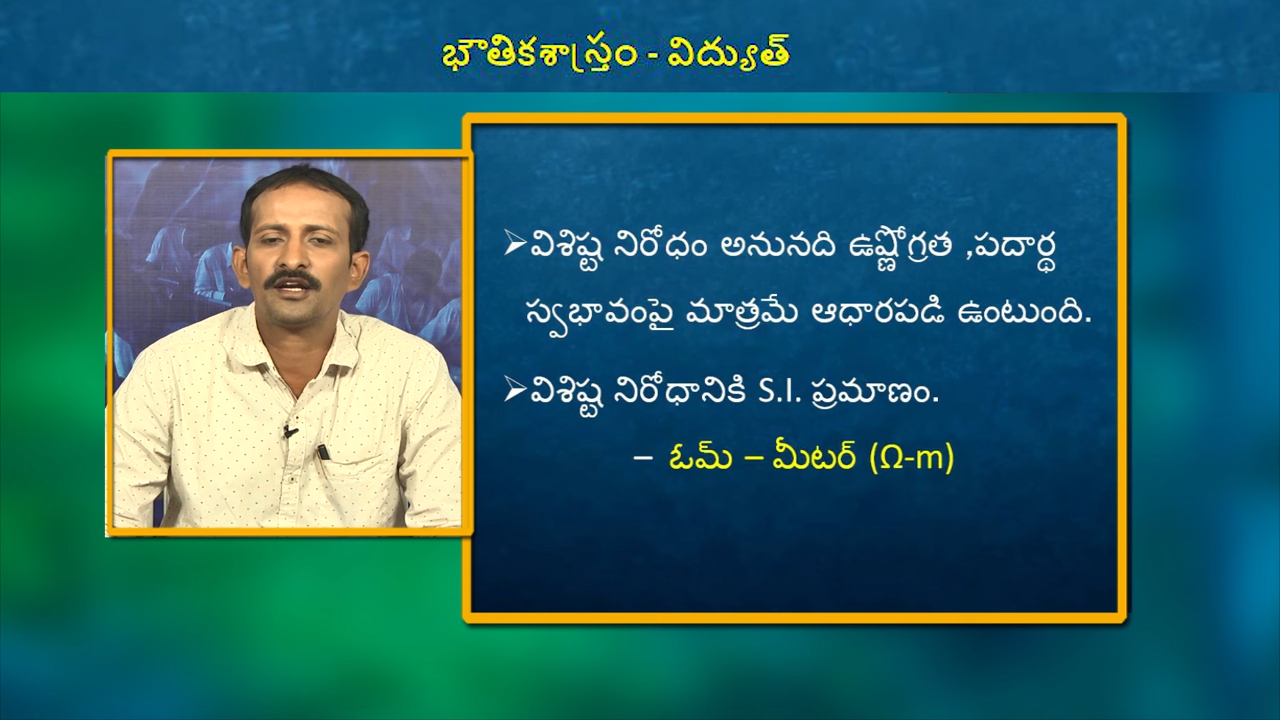 భౌతికశాస్త్రం - విద్యుత్
➢విశిష్ట నిరోధం అనునది ఉష్ణోగ్రత ,పదార్థ
స్వభావంపై మాత్రమే ఆధారపడి ఉంటుంది.
➢విశిష్ట నిరోధానికి S.I. ప్రమాణం.
– ఓమ్ – మీటర్ (Ω-m)